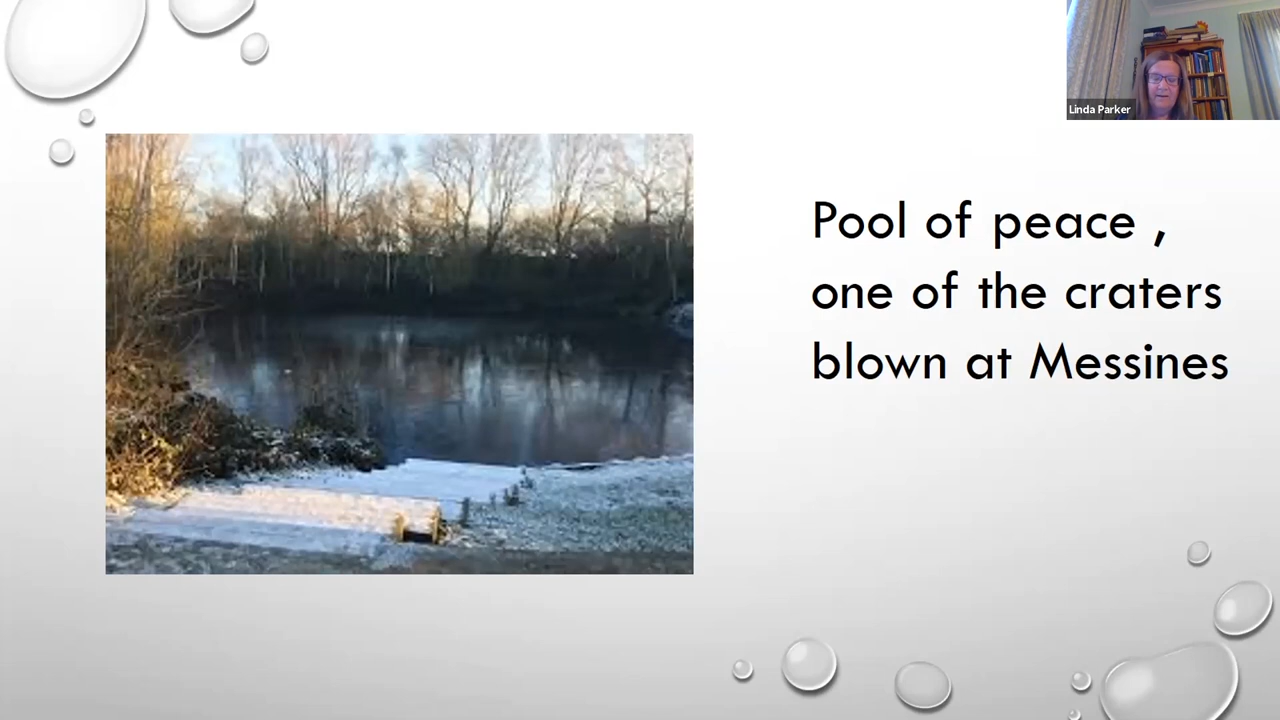 Linda Parker
Pool of peace ,
one of the craters
blown at Messines